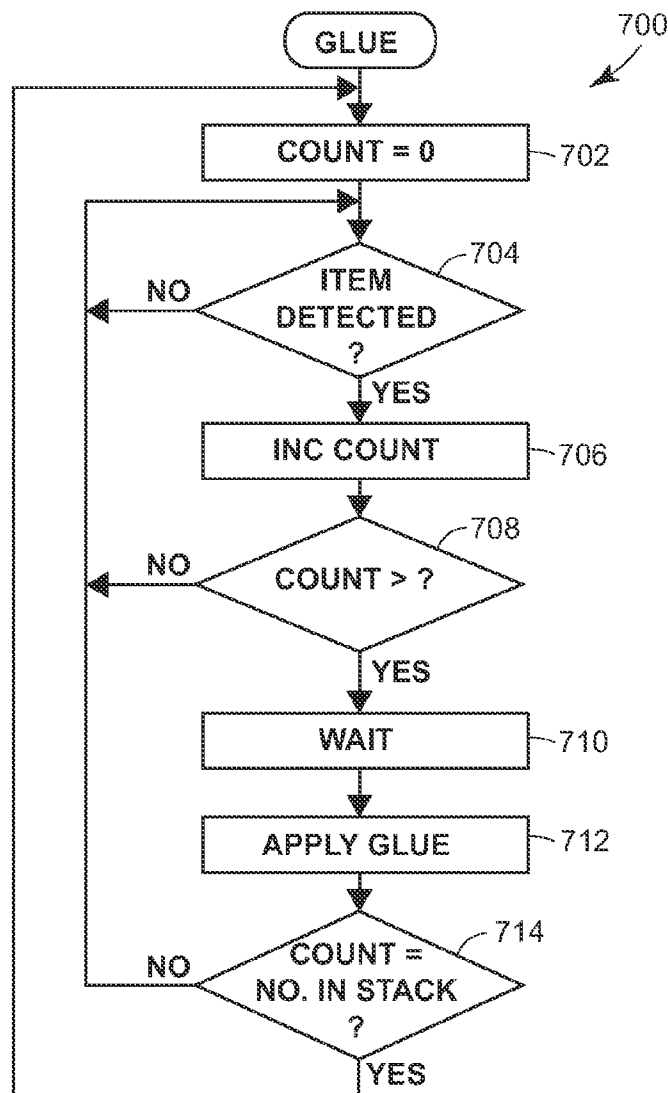 GLUE
700
COUNT = 0
702
704
ITEM
DETECTED
?
NO
YES
INC COUNT
706
708
COUNT > ?
NO
YES
WAIT
710
APPLY GLUE
712
714
COUNT =
NO. IN STACK
?
NO
YES